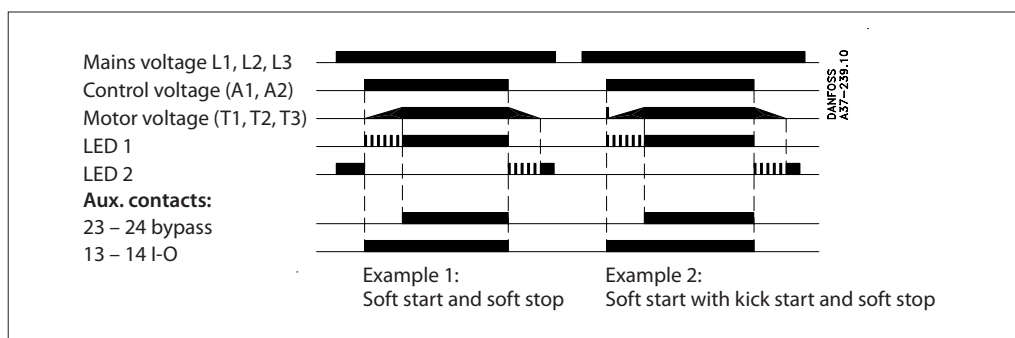 Mains voltage L1, L2, L3
Control voltage (A1, A2)
Motor voltage (T1, T2, T3)
LED 1
LED 2
Aux. contacts:
23 – 24 bypass
13 – 14 I-O
DANFOSS
A37-239.10
Example 1:
Soft start and soft stop
Example 2:
Soft start with kick start and soft stop